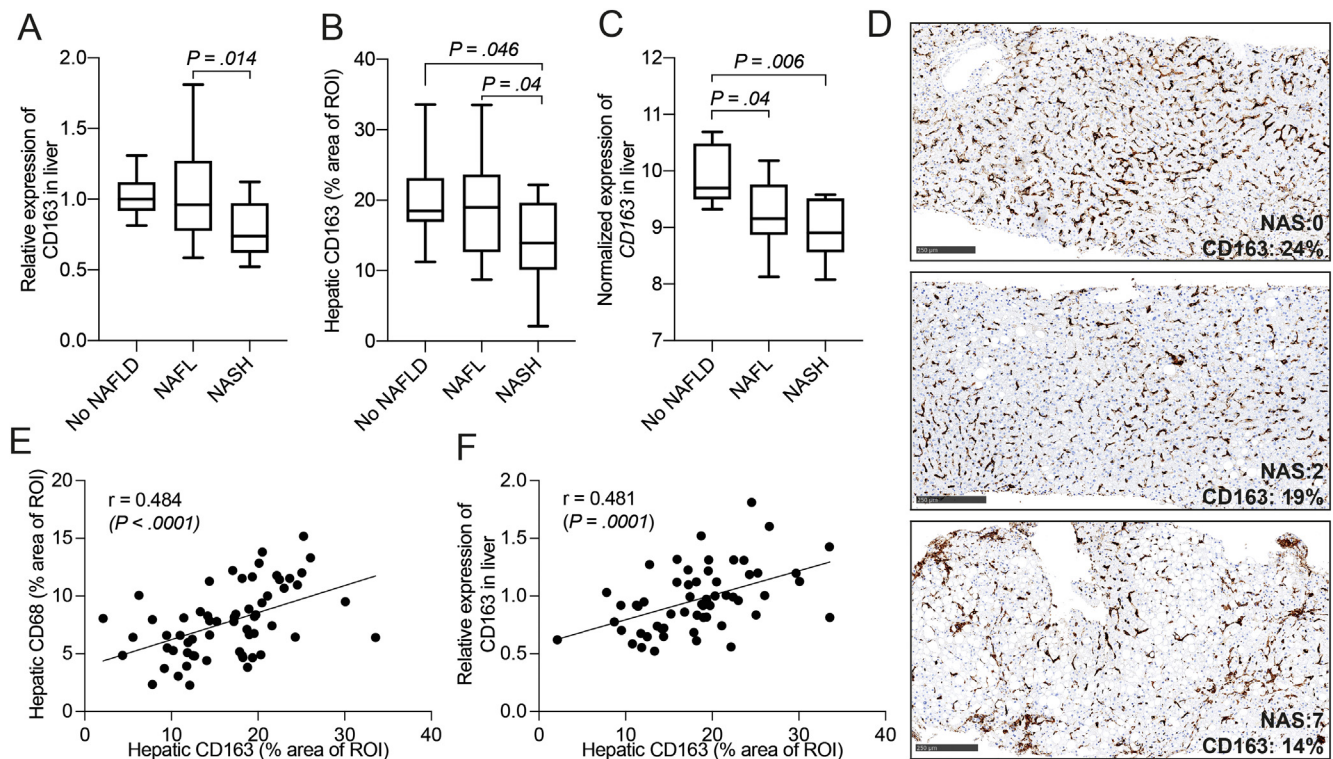 A
Relative expression of
CD163 in liver
2.0
1.5
1.0
0.5
0.0
P = .014
No NAFLD
NAFL
NASH
B
Hepatic CD163 (% area of ROI)
40
30
20
10
0
P = .046
P = .04
No NAFLD
NAFL
NASH
C
Normalized expression of
CD163 in liver
12
11
10
9
8
7
P = .006
P = .04
No NAFLD
NAFL
NASH
D
NAS:0
CD163: 24%
250 µm
NAS:2
CD163: 19%
250 µm
NAS:7
CD163: 14%
250 µm
E
Hepatic CD68 (% area of ROI)
20
15
10
5
0
r = 0.484
(P < .0001)
0
10
20
30
40
Hepatic CD163 (% area of ROI)
F
Relative expression of
CD163 in liver
2.0
1.5
1.0
0.5
0.0
r = 0.481
(P = .0001)
0
10
20
30
40
Hepatic CD163 (% area of ROI)